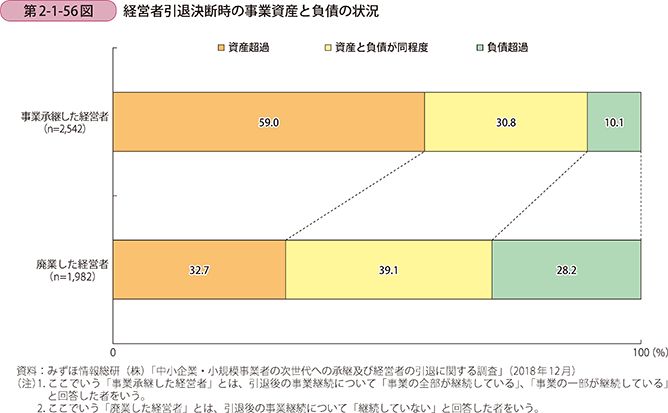 第2-1-56図 経営者引退決断時の事業資産と負債の状況
資産超過 資産と負債が同程度 負債超過
事業承継した経営者
(n=2,542)
59.0 30.8 10.1
廃業した経営者
(n=1,982)
32.7 39.1 28.2
0 100 (%)
資料：みずほ情報総研（株）「中小企業・小規模事業者の次世代への承継及び経営者の引退に関する調査」（2018年12月）
（注）1. ここでいう「事業承継した経営者」とは、引退後の事業継続について「事業の全部が継続している」、「事業の一部が継続している」
と回答した者をいう。
2. ここでいう「廃業した経営者」とは、引退後の事業継続について「継続していない」と回答した者をいう。